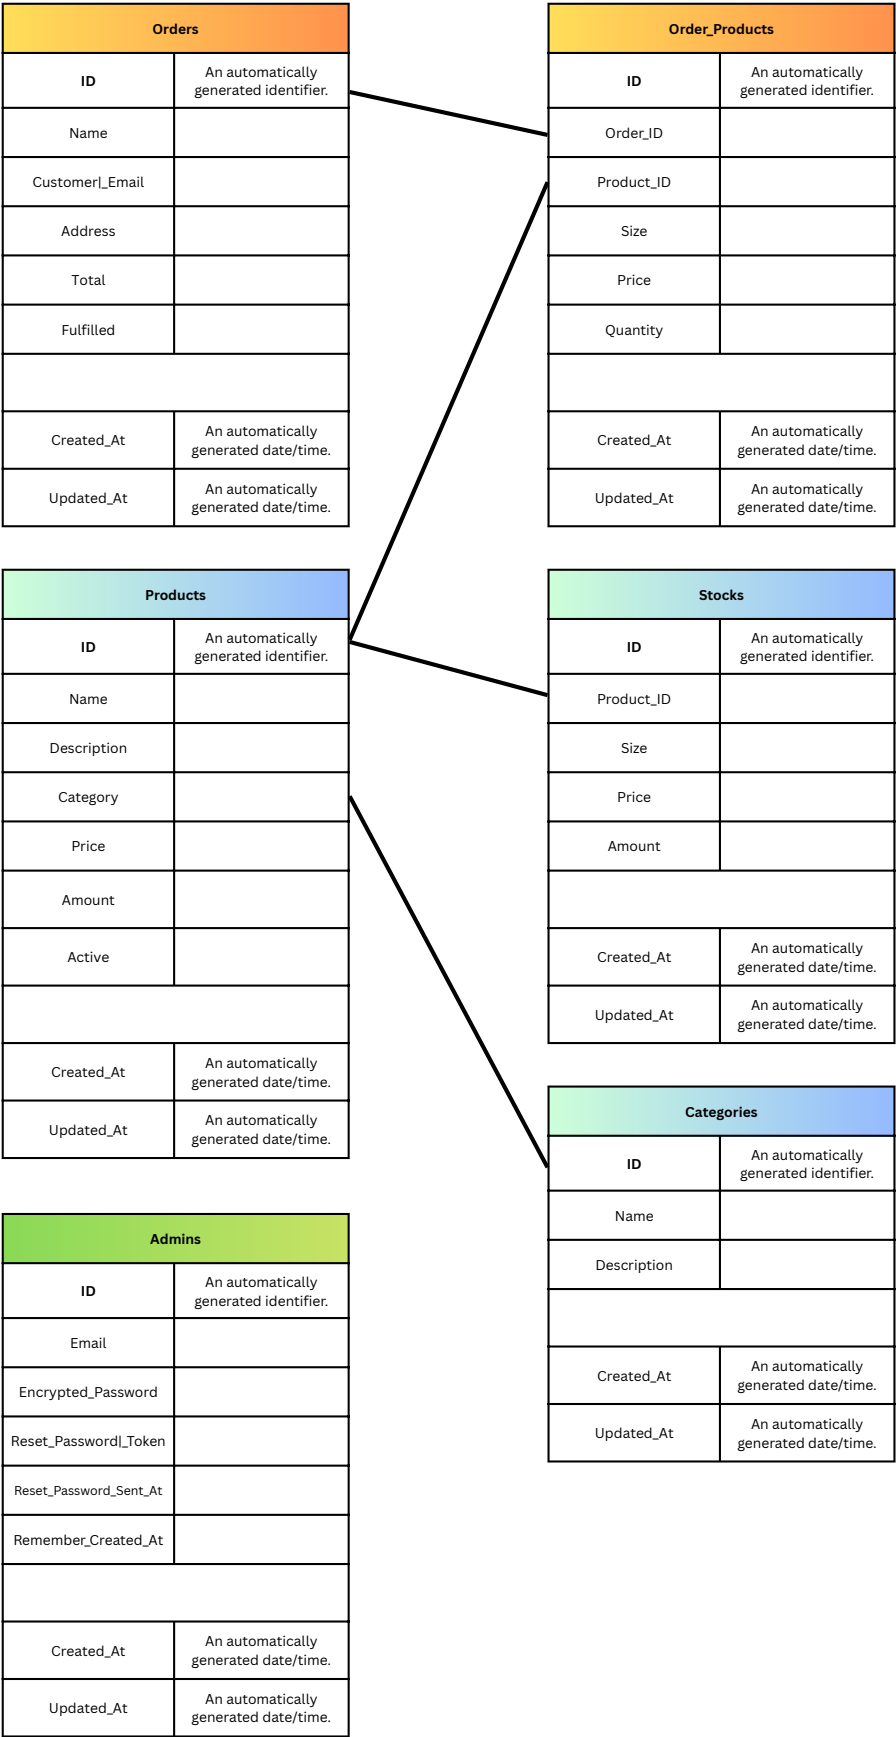 Orders
ID
An automatically
generated identifier.
Name
Customer|_Email
Address
Total
Fulfilled
Created_At
An automatically
generated date/time.
Updated_At
An automatically
generated date/time.
Order_Products
ID
An automatically
generated identifier.
Order_ID
Product_ID
Size
Price
Quantity
Created_At
An automatically
generated date/time.
Updated_At
An automatically
generated date/time.
Products
ID
An automatically
generated identifier.
Name
Description
Category
Price
Amount
Active
Created_At
An automatically
generated date/time.
Updated_At
An automatically
generated date/time.
Stocks
ID
An automatically
generated identifier.
Product_ID
Size
Price
Amount
Created_At
An automatically
generated date/time.
Updated_At
An automatically
generated date/time.
Categories
ID
An automatically
generated identifier.
Name
Description
Created_At
An automatically
generated date/time.
Updated_At
An automatically
generated date/time.
Admins
ID
An automatically
generated identifier.
Email
Encrypted_Password
Reset_Password|_Token
Reset_Password_Sent_At
Remember_Created_At
Created_At
An automatically
generated date/time.
Updated_At
An automatically
generated date/time.